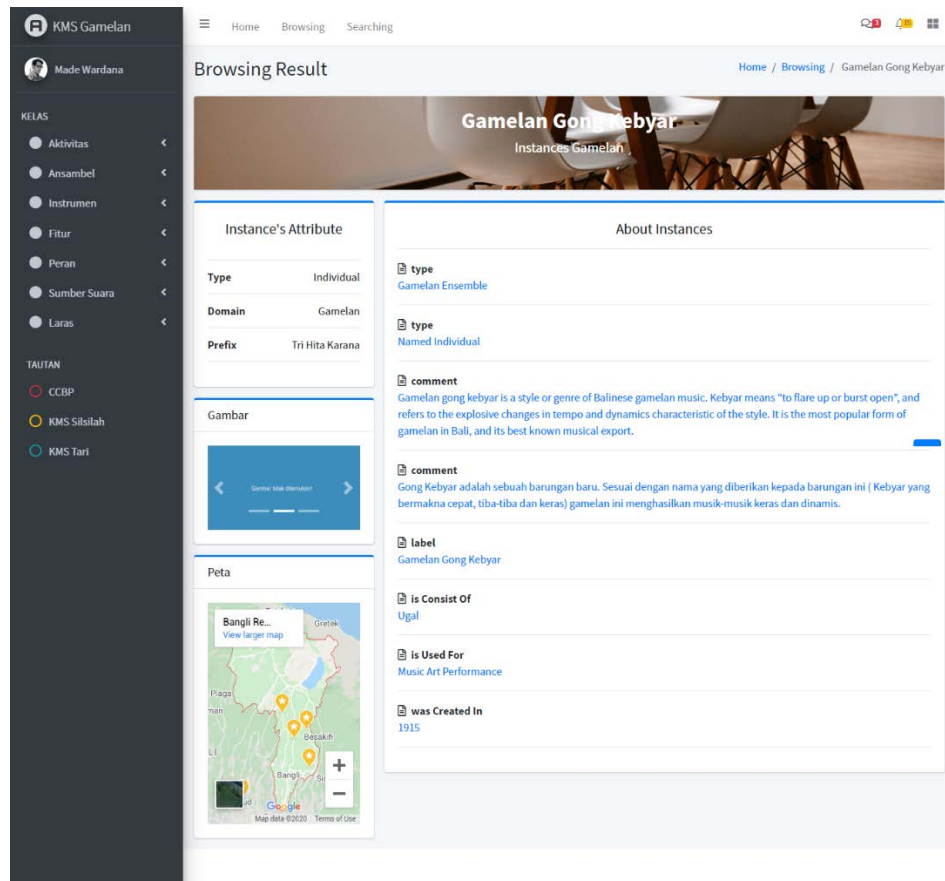 KMS Gamelan
Home Browsing Searching
3
15
Made Wardana
KELAS
Aktivitas
Ansambel
Instrumen
Fitur
Peran
Sumber Suara
Laras
TAUTAN
CCBP
KMS Silsilah
KMS Tari
Browsing Result
Home / Browsing / Gamelan Gong Kebyar
Gamelan Gong Kebyar
Instances Gamelan
Instance's Attribute
Type Individual
Domain Gamelan
Prefix Tri Hita Karana
Gambar
Gambar tidak ditemukan!
Peta
Bangli Re...
View larger map
Gretek
Plaga
Besakih
Bangli
Google
Map data ©2020 Terms of Use
About Instances
type
Gamelan Ensemble
type
Named Individual
comment
Gamelan gong kebyar is a style or genre of Balinese gamelan music. Kebyar means "to flare up or burst open", and
refers to the explosive changes in tempo and dynamics characteristic of the style. It is the most popular form of
gamelan in Bali, and its best known musical export.
comment
Gong Kebyar adalah sebuah barungan baru. Sesuai dengan nama yang diberikan kepada barungan ini ( Kebyar yang
bermakna cepat, tiba-tiba dan keras) gamelan ini menghasilkan musik-musik keras dan dinamis.
label
Gamelan Gong Kebyar
is Consist Of
Ugal
is Used For
Music Art Performance
was Created In
1915